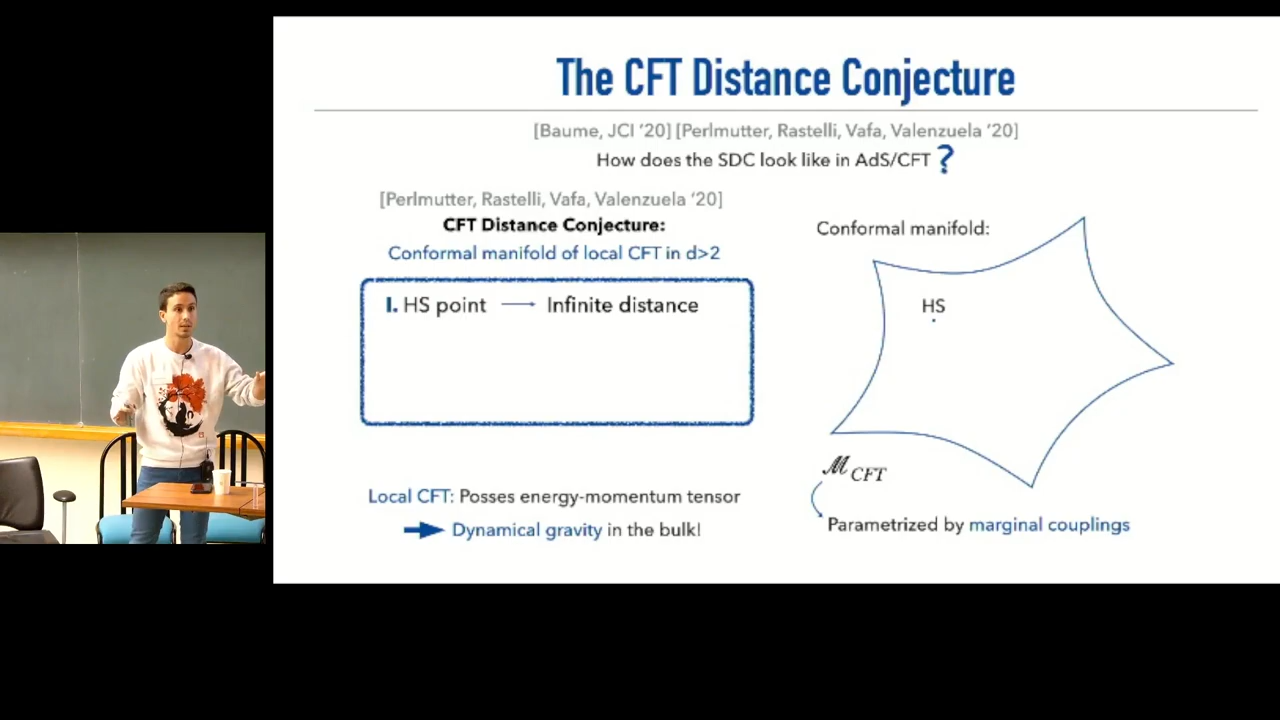 The CFT Distance Conjecture
[Baume, JCI '20] [Perlmutter, Rastelli, Vafa, Valenzuela '20]
How does the SDC look like in AdS/CFT ?
[Perlmutter, Rastelli, Vafa, Valenzuela '20]
CFT Distance Conjecture:
Conformal manifold of local CFT in d>2
I. HS point → Infinite distance
Local CFT: Posses energy-momentum tensor
Dynamical gravity in the bulk!
Conformal manifold:
HS
ℳ CFT
Parametrized by marginal couplings